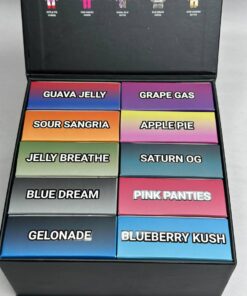 GUAVA JELLY
GRAPE GAS
SOUR SANGRIA
APPLE PIE
JELLY BREATHE
SATURN OG
BLUE DREAM
PINK PANTIES
GELONADE
BLUEBERRY KUSH